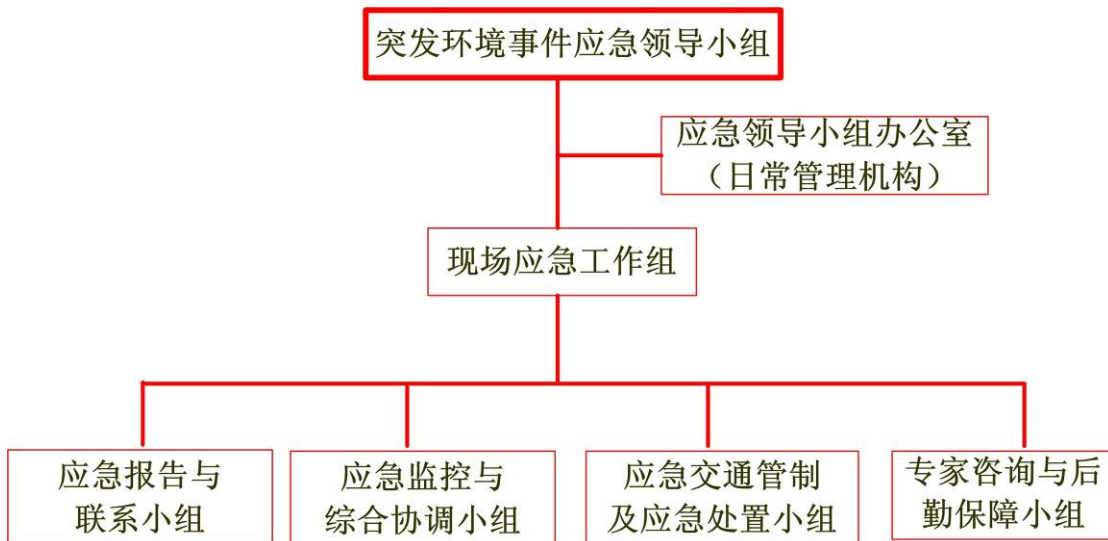 突发环境事件应急领导小组
应急领导小组办公室
（日常管理机构）
现场应急工作组
应急报告与
联系小组
应急监控与
综合协调小组
应急交通管制
及应急处置小组
专家咨询与后
勤保障小组